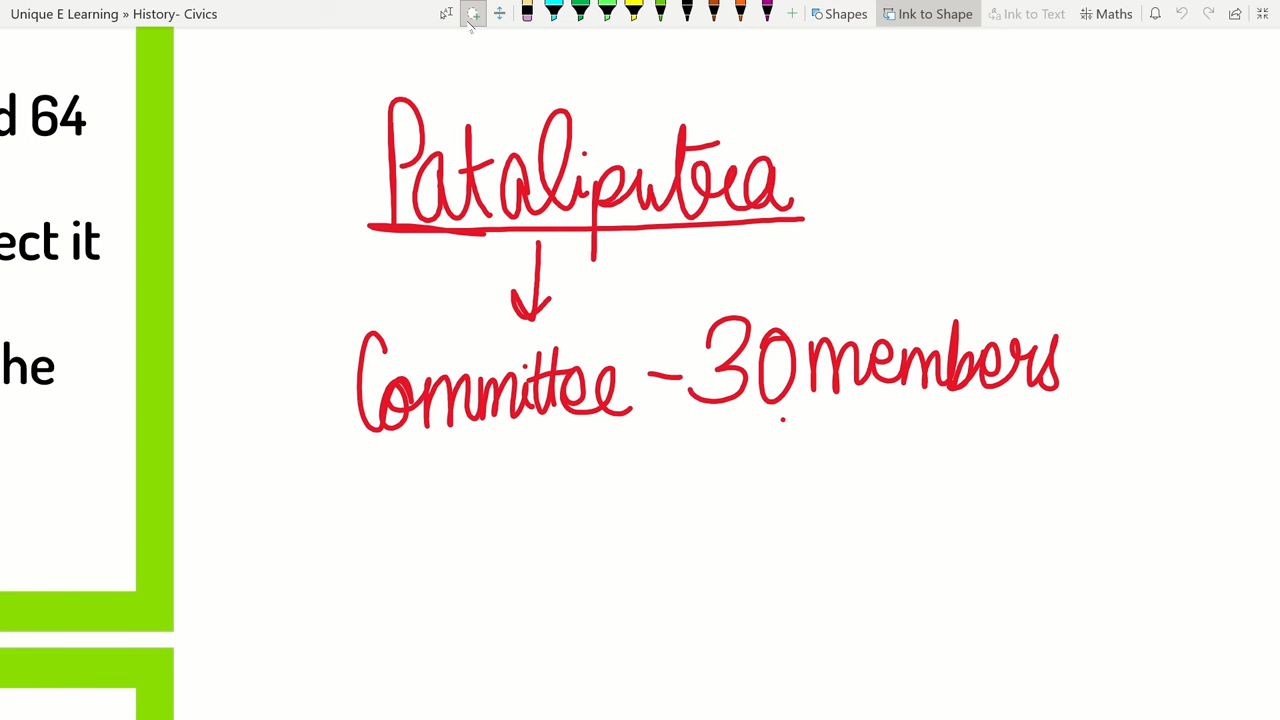 Unique E Learning » History- Civics
Shapes
Ink to Shape
Ink to Text
Maths
d 64
ect it
he
Pataliputra
Committee - 30 members